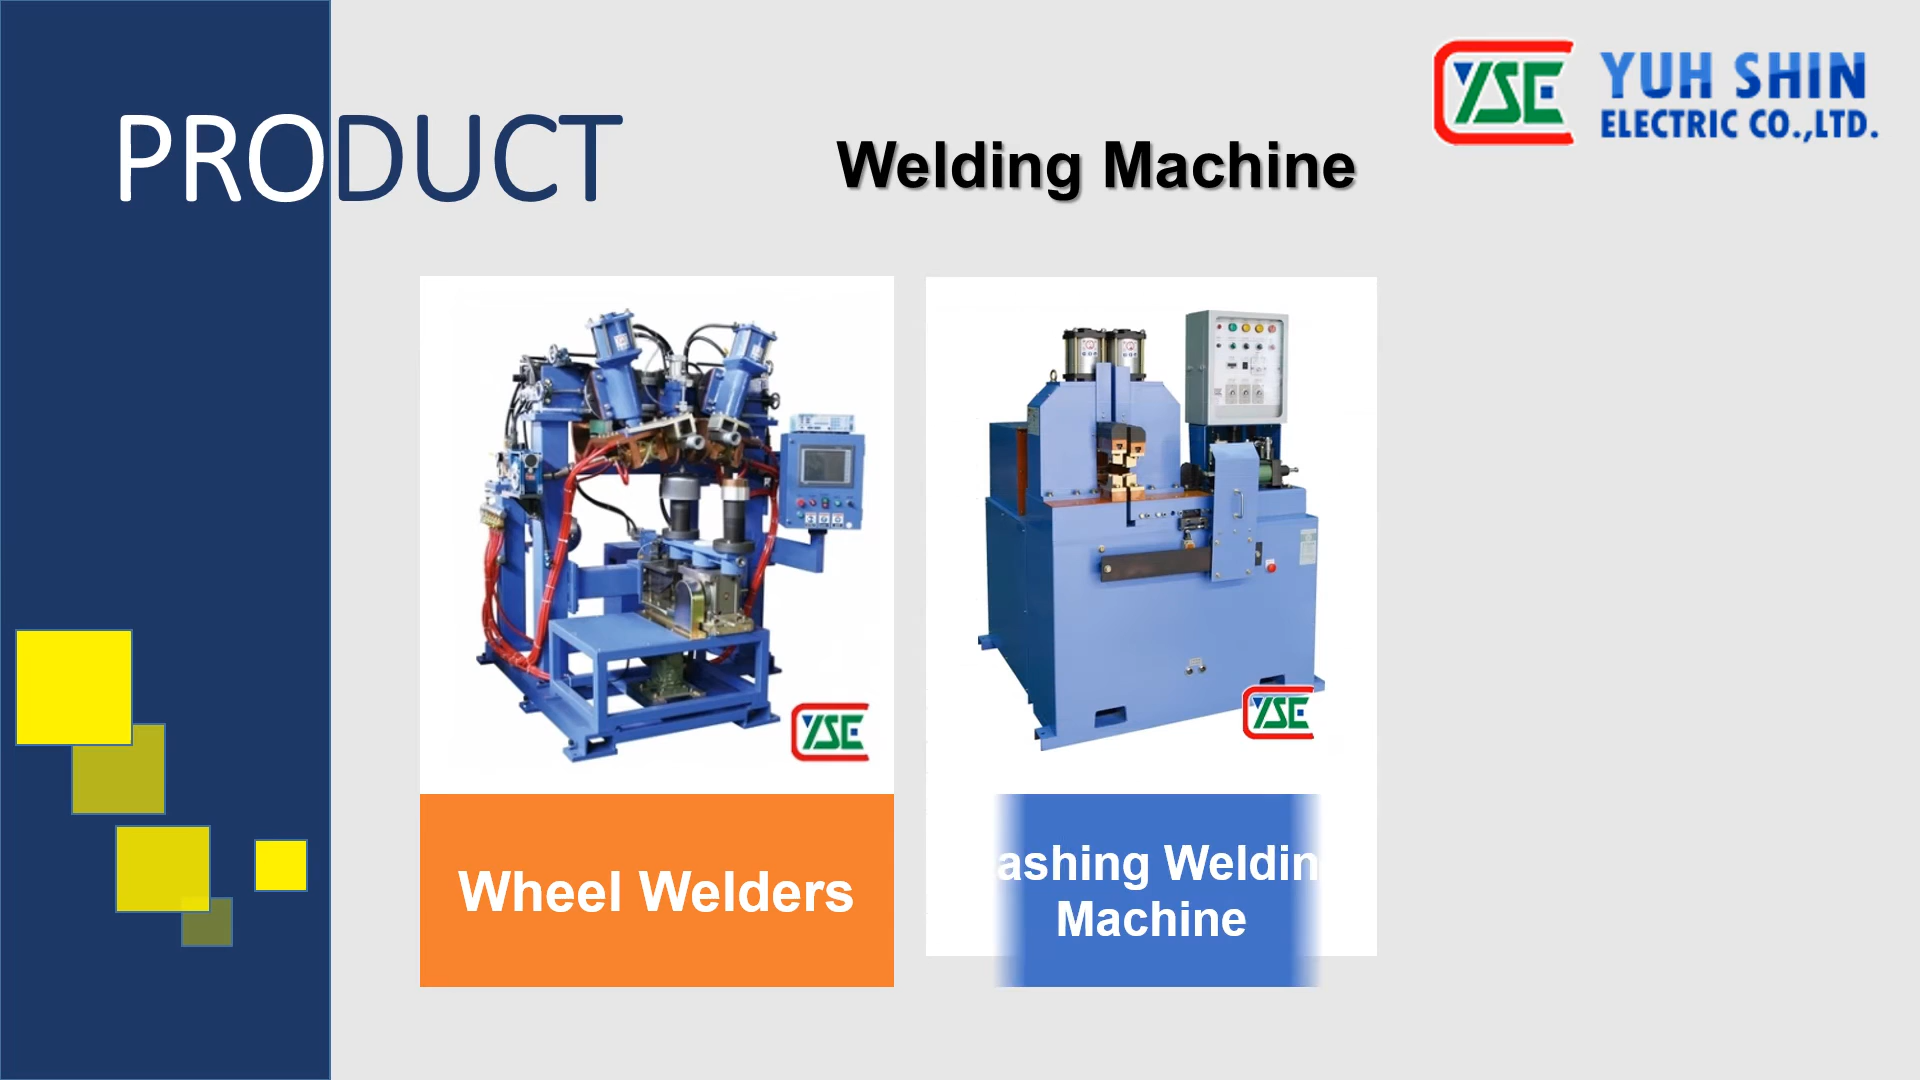 PRODUCT
Welding Machine
YSE
YUH SHIN
ELECTRIC CO.,LTD.
YSE
YSE
Wheel Welders
ashing Weldin
Machine